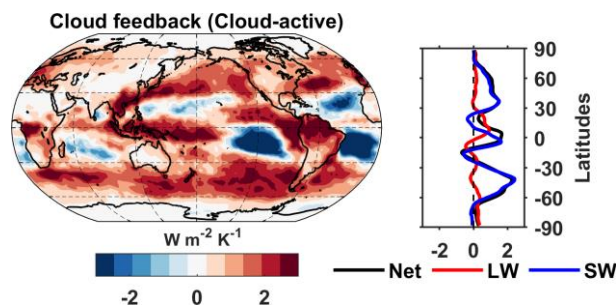 Cloud feedback (Cloud-active)
90
60
30
0
-30
-60
-90
Latitudes
-2 0 2
W m⁻² K⁻¹
-2 0 2
Net LW SW